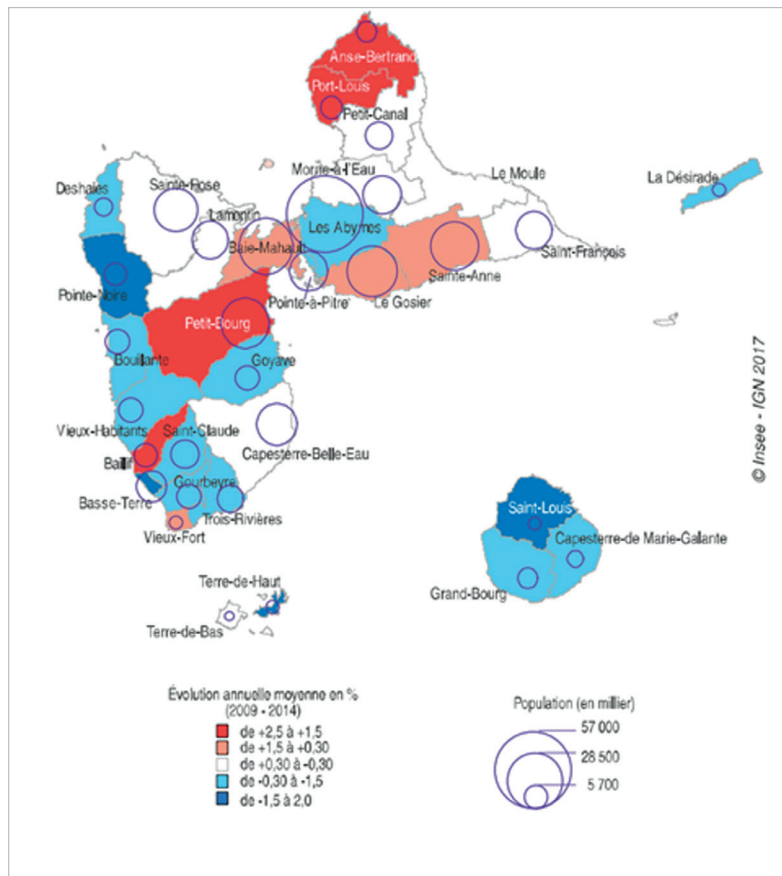 Anse-Bertrand
Port-Louis
Petit-Canal
Morne-à-l'Eau
Le Moule
La Désirade
Deshaies
Sainte-Rose
Lamentin
Les Abymes
Baie-Mahault
Saint-François
Sainte-Anne
Pointe-Noire
Pointe-à-Pitre
Le Gosier
Petit-Bourg
Bouillante
Goyave
Vieux-Habitants
Saint-Claude
Capesterre-Belle-Eau
Baillif
Gourbeyre
Basse-Terre
Trois-Rivières
Vieux-Fort
Saint-Louis
Capesterre-de Marie-Galante
Grand-Bourg
Terre-de-Haut
Terre-de-Bas
© Insee - IGN 2017
Évolution annuelle moyenne en %
(2009 - 2014)
de +2,5 à +1,5
de +1,5 à +0,30
de +0,30 à -0,30
de -0,30 à -1,5
de -1,5 à 2,0
Population (en millier)
57 000
28 500
5 700